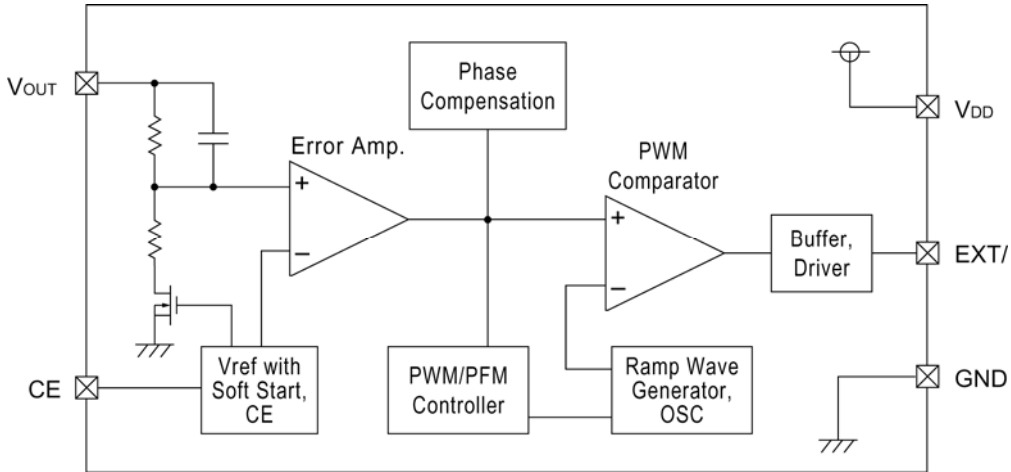 VOUT
Phase
Compensation
VDD
Error Amp.
+
−
PWM
Comparator
+
−
Buffer,
Driver
EXT/
CE
Vref with
Soft Start,
CE
PWM/PFM
Controller
Ramp Wave
Generator,
OSC
GND